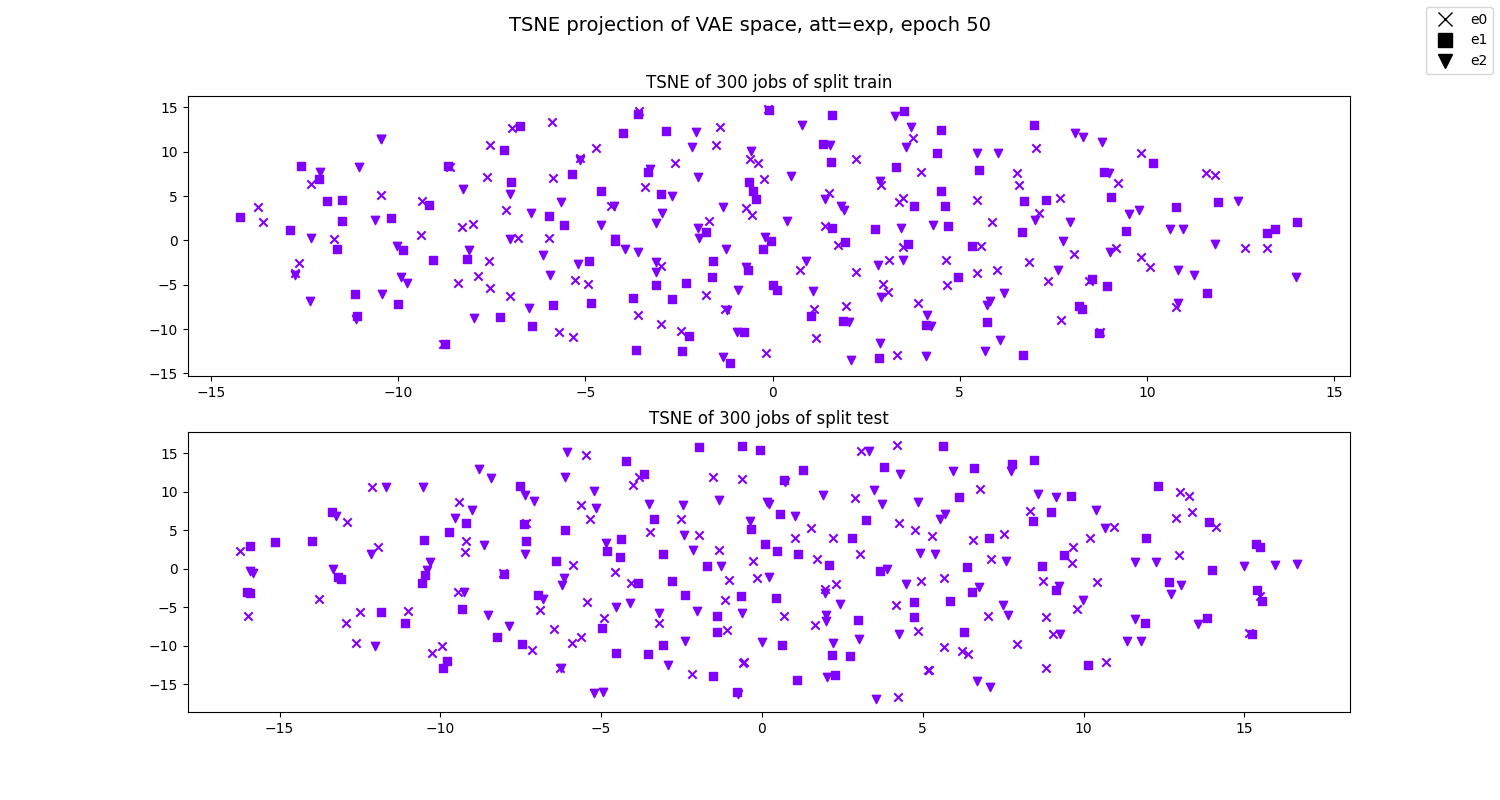 TSNE projection of VAE space, att=exp, epoch 50
e0
e1
e2
TSNE of 300 jobs of split train
15
10
5
0
−5
−10
−15
−15 −10 −5 0 5 10 15
TSNE of 300 jobs of split test
15
10
5
0
−5
−10
−15
−15 −10 −5 0 5 10 15